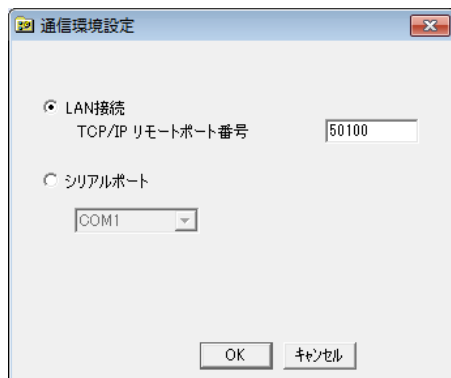 通信環境設定
LAN接続
TCP/IP リモートポート番号 50100
シリアルポート
COM1
OK キャンセル